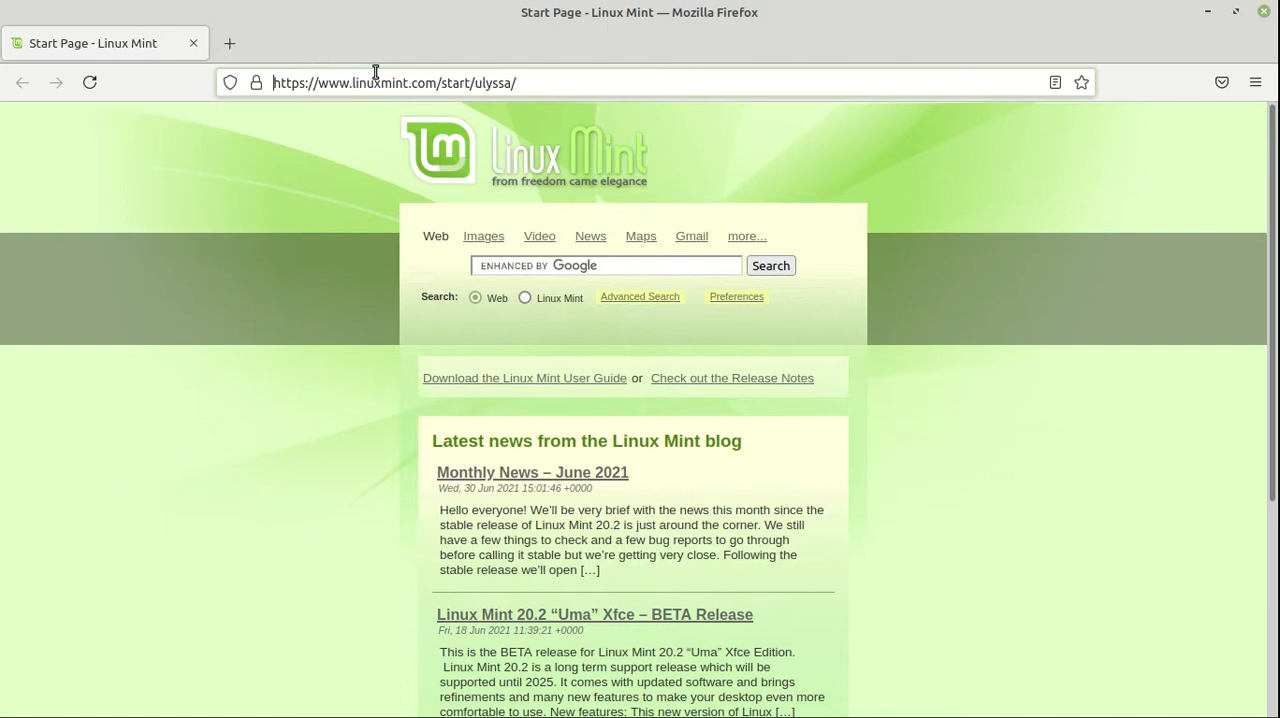 Start Page - Linux Mint — Mozilla Firefox
Start Page - Linux Mint
https://www.linuxmint.com/start/ulyssa/
Linux Mint
from freedom came elegance
Web Images Video News Maps Gmail more...
ENHANCED BY Google Search
Search: Web Linux Mint Advanced Search Preferences
Download the Linux Mint User Guide or Check out the Release Notes
Latest news from the Linux Mint blog
Monthly News – June 2021
Wed, 30 Jun 2021 15:01:46 +0000
Hello everyone! We’ll be very brief with the news this month since the
stable release of Linux Mint 20.2 is just around the corner. We still
have a few things to check and a few bug reports to go through
before calling it stable but we’re getting very close. Following the
stable release we’ll open […]
Linux Mint 20.2 “Uma” Xfce – BETA Release
Fri, 18 Jun 2021 11:39:21 +0000
This is the BETA release for Linux Mint 20.2 “Uma” Xfce Edition.
Linux Mint 20.2 is a long term support release which will be
supported until 2025. It comes with updated software and brings
refinements and many new features to make your desktop even more
comfortable to use. New features: This new version of Linux […]